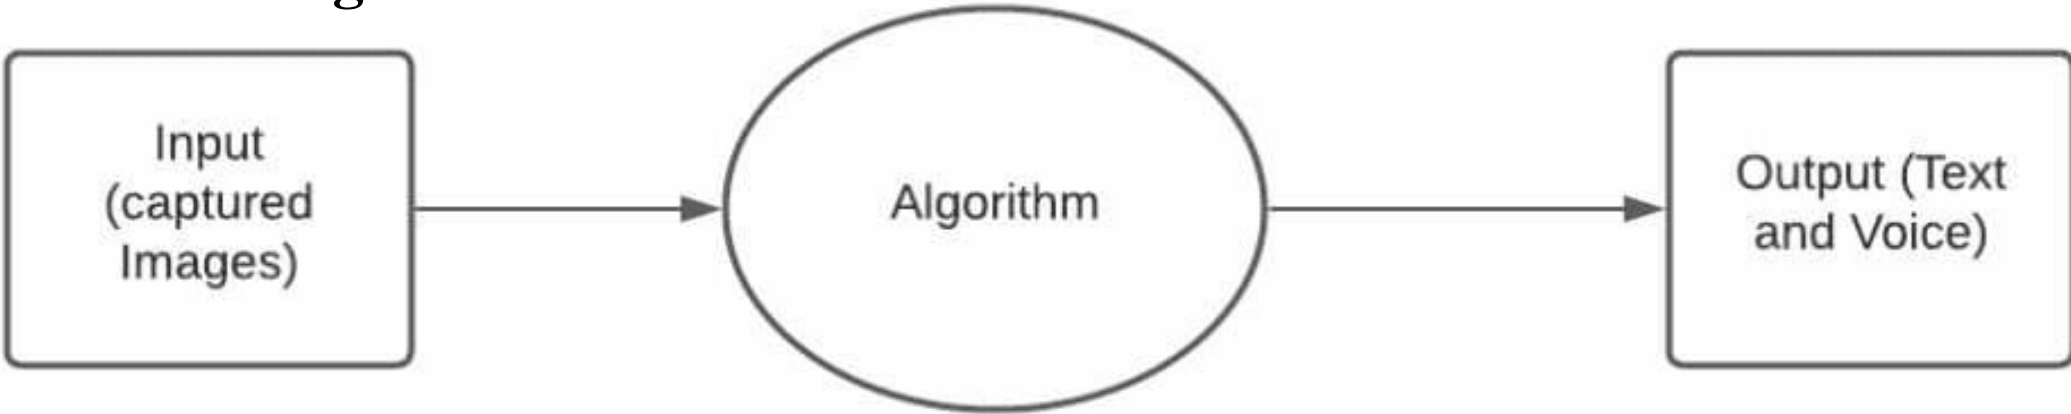 Input
(captured
Images)
Algorithm
Output (Text
and Voice)